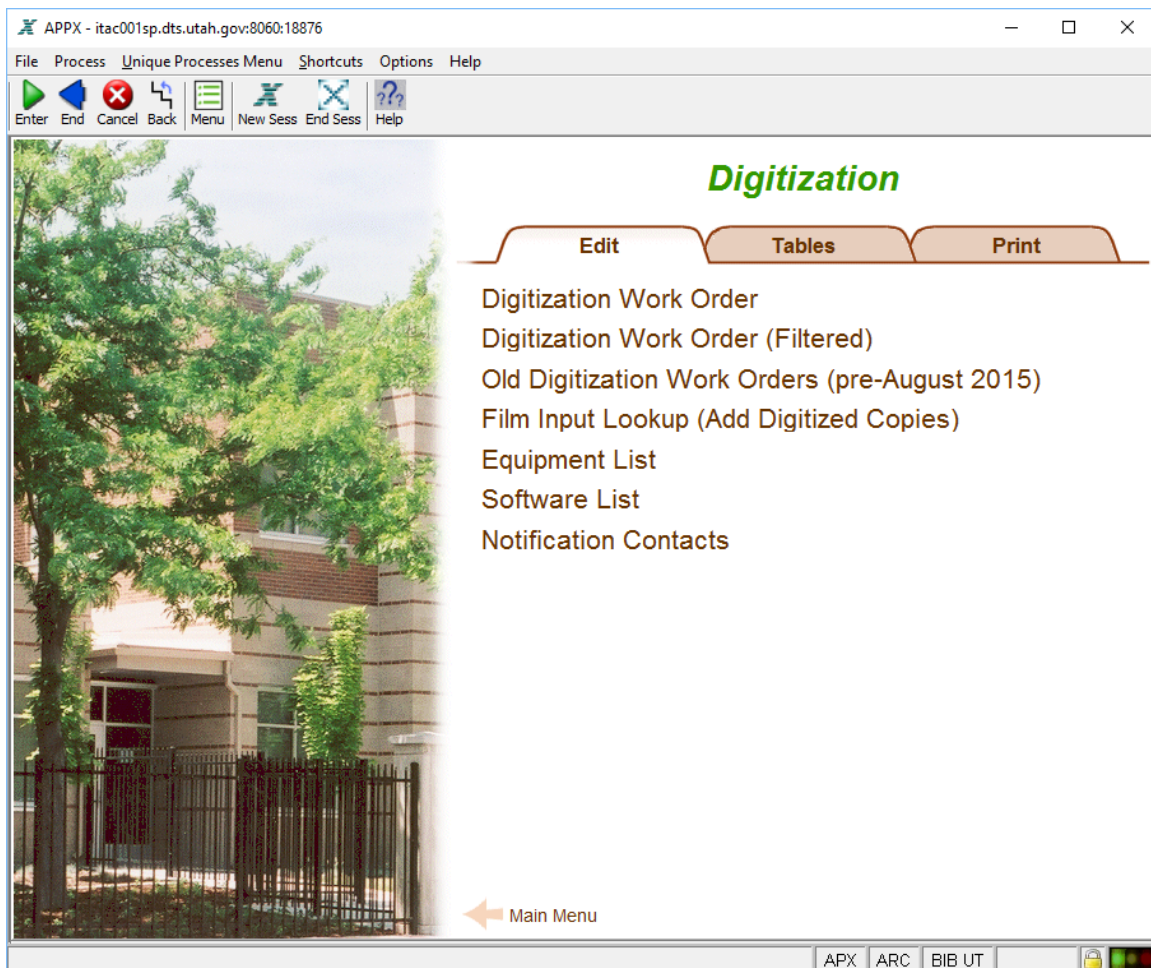 APPX - itac001sp.dts.utah.gov:8060:18876
File Process Unique Processes Menu Shortcuts Options Help
???
Enter End Cancel Back Menu New Sess End Sess Help
Digitization
Edit Tables Print
Digitization Work Order
Digitization Work Order (Filtered)
Old Digitization Work Orders (pre-August 2015)
Film Input Lookup (Add Digitized Copies)
Equipment List
Software List
Notification Contacts
Main Menu
APX ARC BIB UT